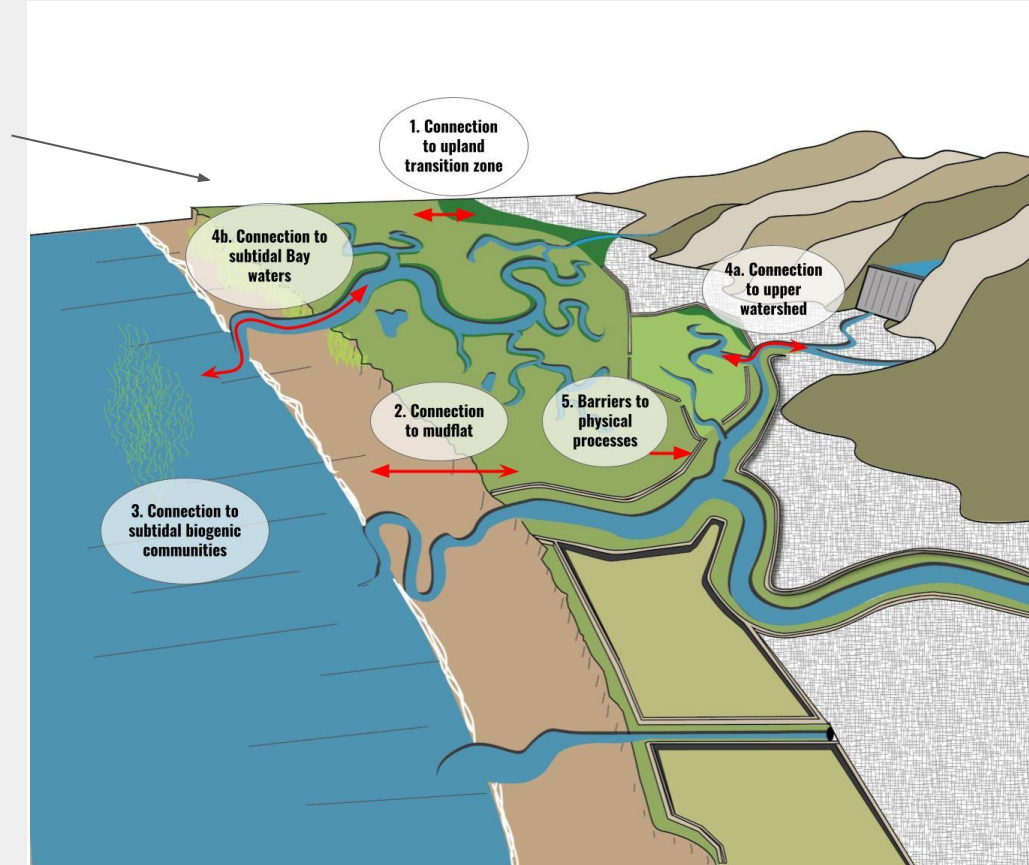 1. Connection
to upland
transition zone
4b. Connection to
subtidal Bay
waters
4a. Connection
to upper
watershed
2. Connection
to mudflat
5. Barriers to
physical
processes
3. Connection to
subtidal biogenic
communities